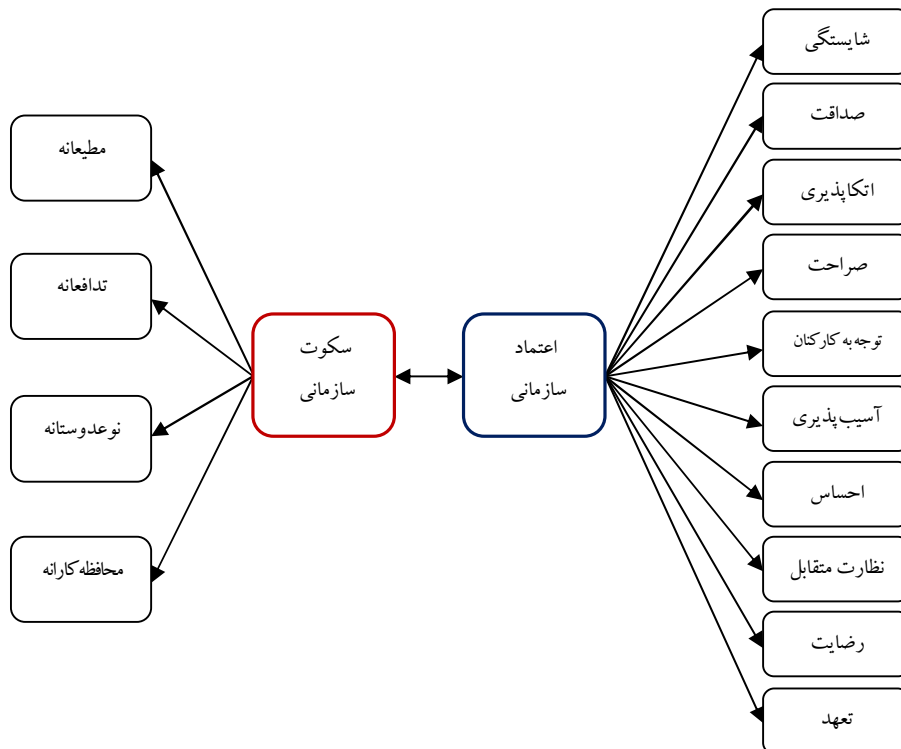 شایستگی
صداقت
اتکاپذیری
صراحت
توجه به کارکنان
آسیب‌پذیری
احساس
نظارت متقابل
رضایت
تعهد
اعتماد
سازمانی
سکوت
سازمانی
مطیعانه
تدافعانه
نوعدوستانه
محافظه‌کارانه